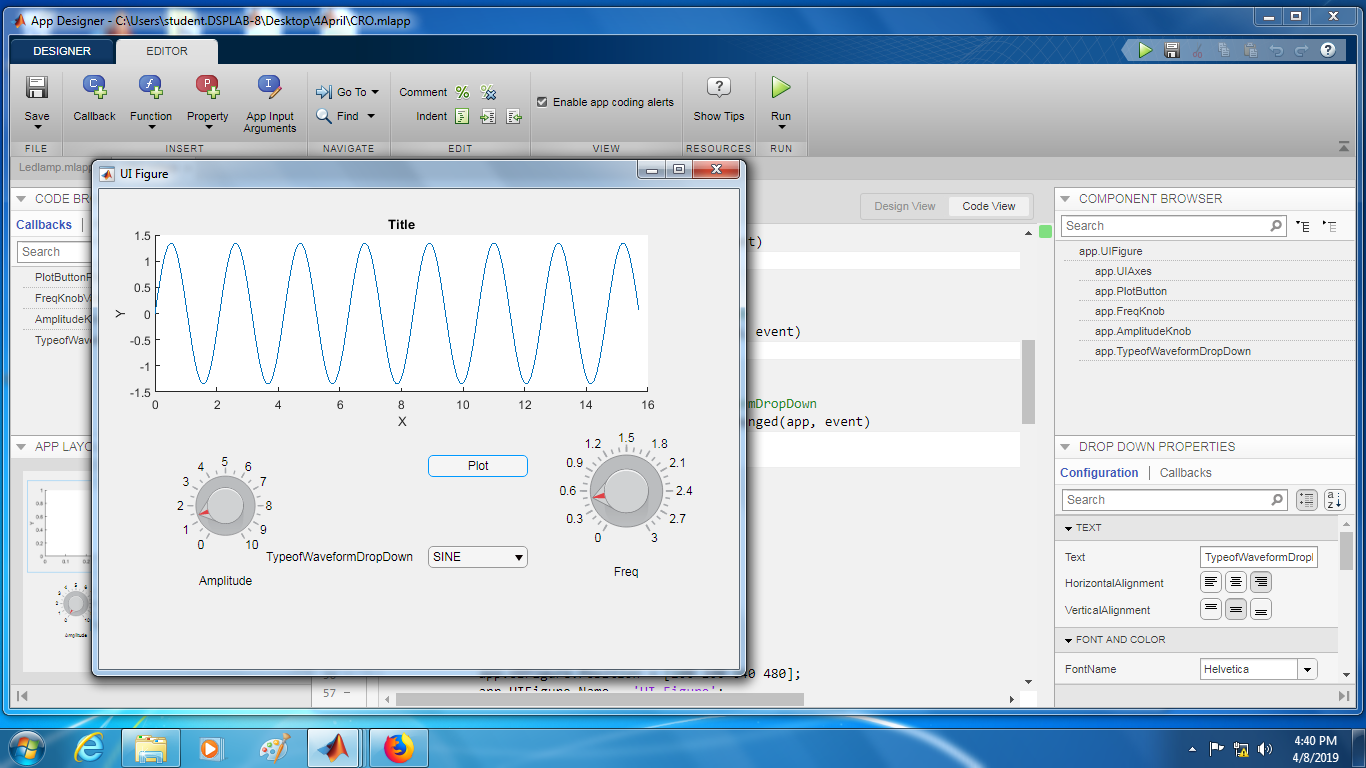 App Designer - C:\Users\student.DSPLAB-8\Desktop\4April\CRO.mlapp
DESIGNER EDITOR
Save Callback Function Property App Input Arguments
Go To
Find
Comment
Indent
Enable app coding alerts
Show Tips
Run
FILE INSERT NAVIGATE EDIT VIEW RESOURCES RUN
Ledlamp.mlapp
CODE BR
Callbacks
Search
PlotButtonP
FreqKnobV
AmplitudeK
TypeofWave
APP LAYO
UI Figure
Title
1.5
1
0.5
0
-0.5
-1
-1.5
Y
0 2 4 6 8 10 12 14 16
X
0 1 2 3 4 5 6 7 8 9 10
Amplitude
Plot
TypeofWaveformDropDown SINE
0 0.3 0.6 0.9 1.2 1.5 1.8 2.1 2.4 2.7 3
Freq
Design View Code View
t)
event)
mDropDown
nged(app, event)
40 480];
57
app.UIFigure.Name = 'UI Figure';
COMPONENT BROWSER
Search
app.UIFigure
app.UIAxes
app.PlotButton
app.FreqKnob
app.AmplitudeKnob
app.TypeofWaveformDropDown
DROP DOWN PROPERTIES
Configuration Callbacks
Search
TEXT
Text TypeofWaveformDropI
HorizontalAlignment
VerticalAlignment
FONT AND COLOR
FontName Helvetica
4:40 PM
4/8/2019